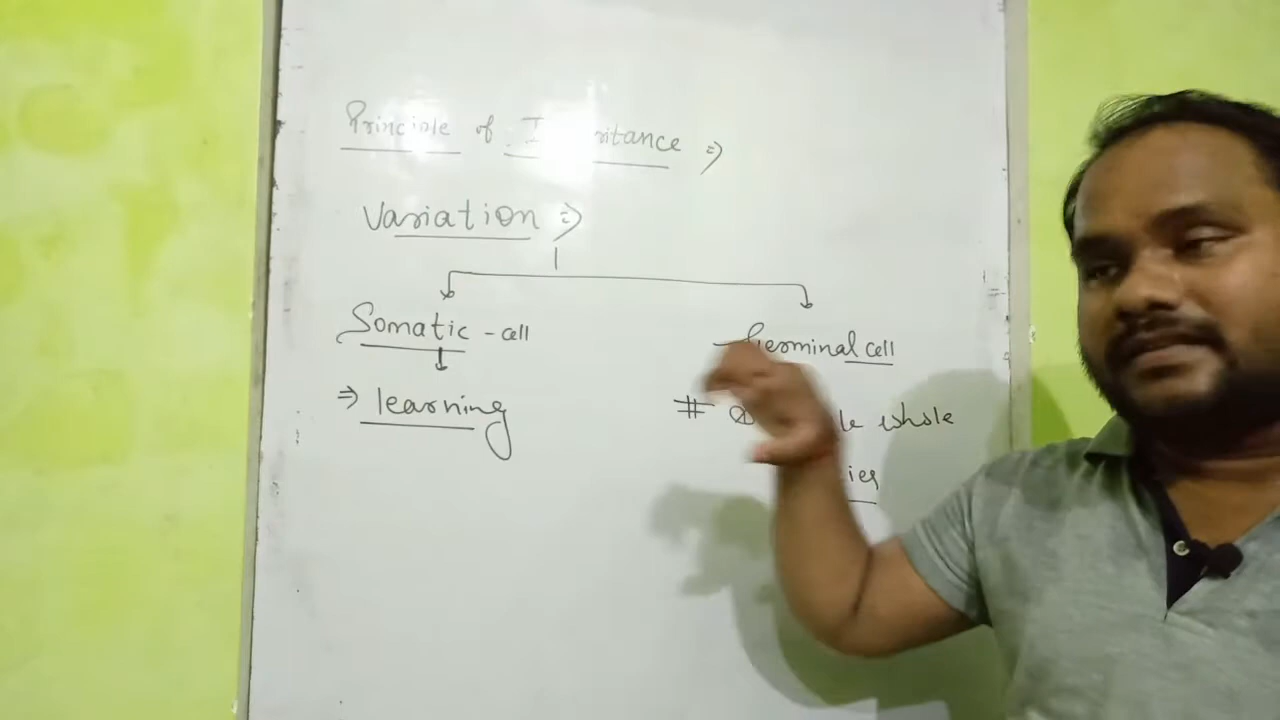 Principle of =>
Variation =>
Somatic - cell
Germinal cell
=> learning
# whole